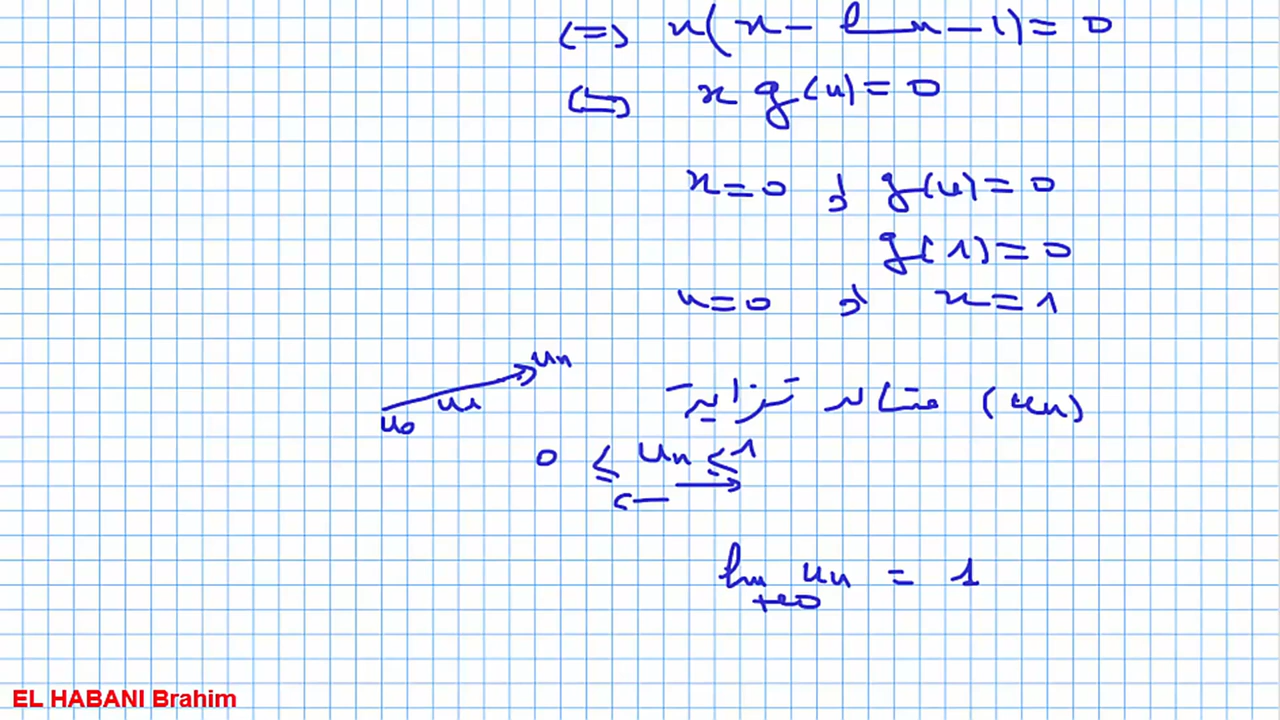 (=) x(x - ln x - 1) = 0
⇔ x g(x) = 0
x = 0 أو g(x) = 0
g(1) = 0
x = 0 أو x = 1
u₀ u₁ uₙ
(uₙ) متتالية تزايدية
0 ≤ uₙ ≤ 1
lim uₙ = 1
+∞
EL HABANI Brahim